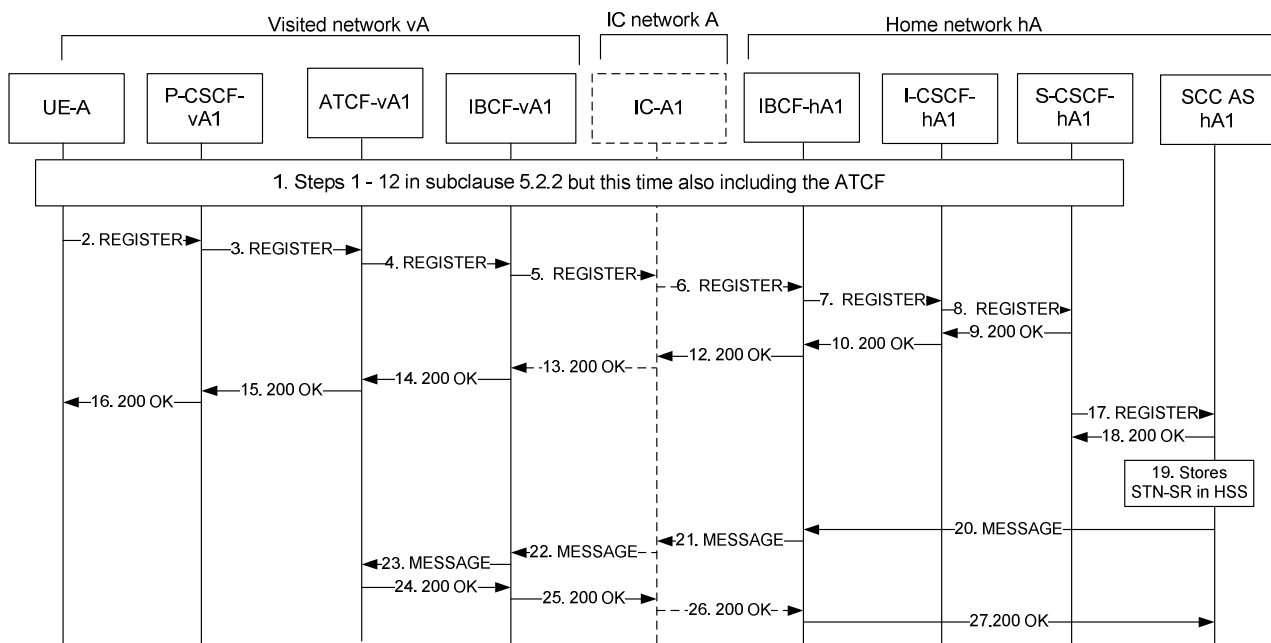 Visited network vA
IC network A
Home network hA
UE-A
P-CSCF-
vA1
ATCF-vA1
IBCF-vA1
IC-A1
IBCF-hA1
I-CSCF-
hA1
S-CSCF-
hA1
SCC AS
hA1
1. Steps 1 - 12 in subclause 5.2.2 but this time also including the ATCF
2. REGISTER
3. REGISTER
4. REGISTER
5. REGISTER
6. REGISTER
7. REGISTER
8. REGISTER
9. 200 OK
10. 200 OK
12. 200 OK
13. 200 OK
14. 200 OK
15. 200 OK
16. 200 OK
17. REGISTER
18. 200 OK
19. Stores
STN-SR in HSS
20. MESSAGE
21. MESSAGE
22. MESSAGE
23. MESSAGE
24. 200 OK
25. 200 OK
26. 200 OK
27.200 OK